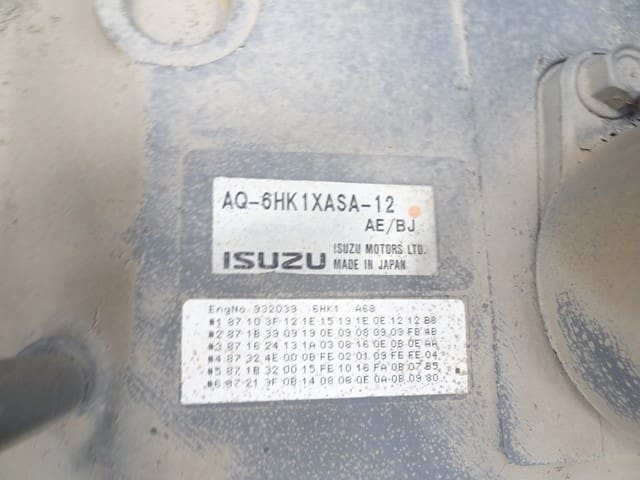 AQ-6HK1XASA-12
AE/BJ
ISUZU
ISUZU MOTORS LTD.
MADE IN JAPAN
EngNo 932039 6HK1 A68
#1 87 10 3F 12 1E 15 19 1E 0E 12 12 B8
#2 87 1B 39 09 19 0E 09 08 09 09 FB 4B
#3 87 16 24 13 1A 03 08 16 0E 0B 0E AA
#4 87 32 4E 00 0B FE 02 01 09 FE EE 04
#5 87 1B 32 00 15 FE 10 16 FA 0B 07 B5
#6 87 21 3F 0B 14 08 08 0E 0A 0B 09 80